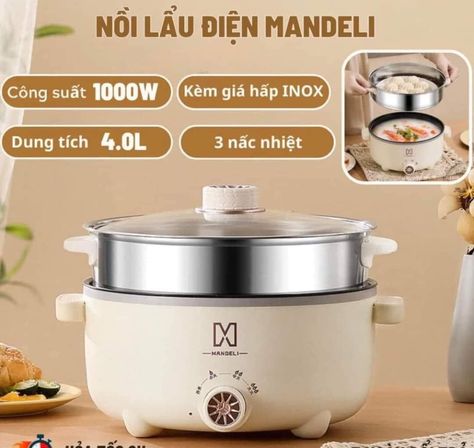 NỒI LẨU ĐIỆN MANDELI
Công suất 1000W
Kèm giá hấp INOX
Dung tích 4.0L
3 nấc nhiệt
MANDELI